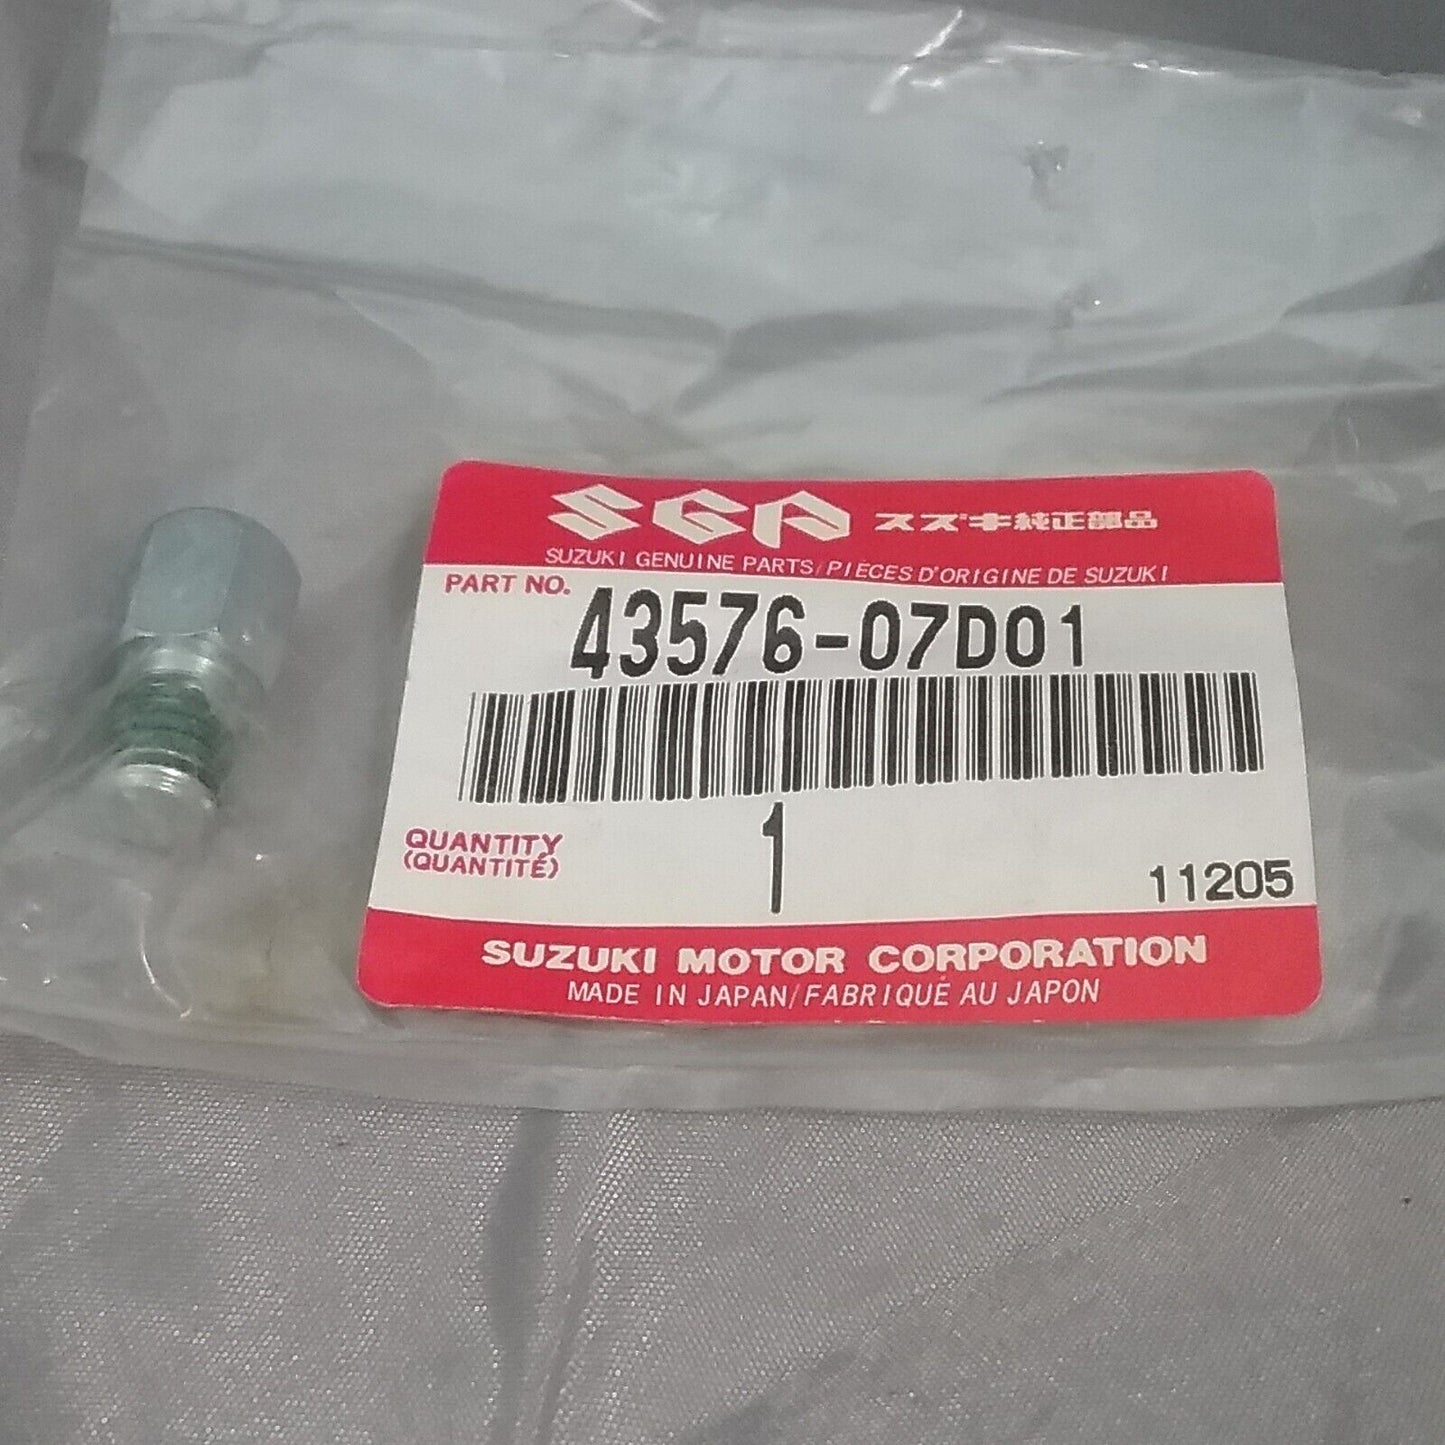 SGP スズキ純正部品
SUZUKI GENUINE PARTS/PIECES D'ORIGINE DE SUZUKI
PART NO. 43576-07D01
QUANTITY
(QUANTITÉ) 1 11205
SUZUKI MOTOR CORPORATION
MADE IN JAPAN/FABRIQUÉ AU JAPON